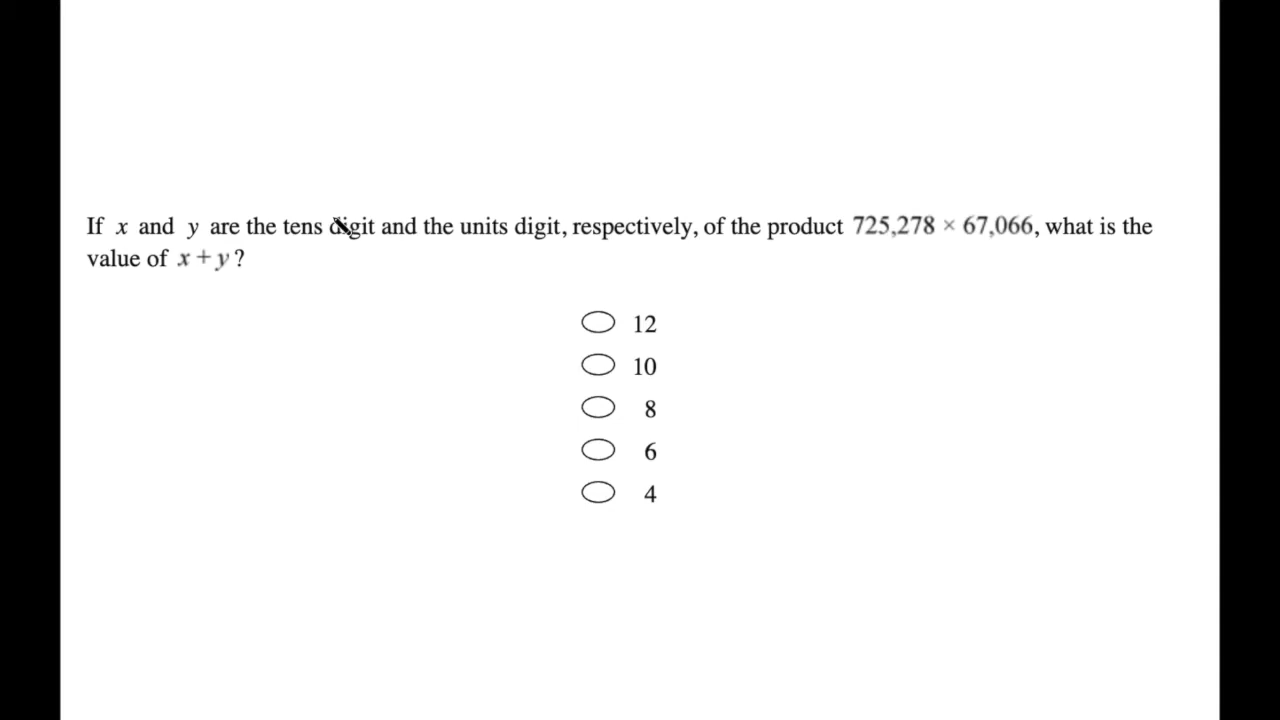 If x and y are the tens digit and the units digit, respectively, of the product 725,278 × 67,066, what is the
value of x + y ?
12
10
8
6
4